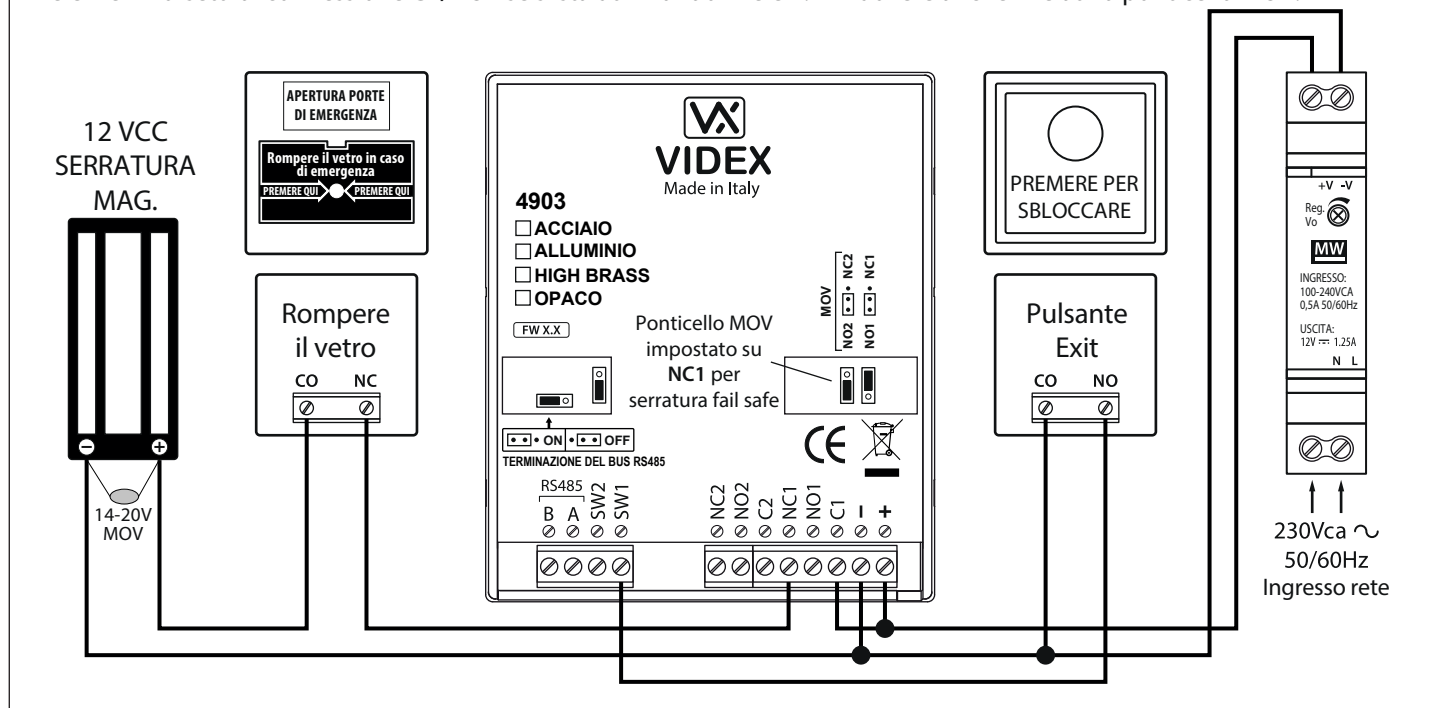 12 VCC
SERRATURA
MAG.
14-20V
MOV
APERTURA PORTE
DI EMERGENZA
Rompere il vetro in caso
di emergenza
PREMERE QUI
PREMERE QUI
Rompere
il vetro
CO NC
VX
VIDEX
Made in Italy
4903
ACCIAIO
ALLUMINIO
HIGH BRASS
OPACO
FW X.X
Ponticello MOV
impostato su
NC1 per
serratura fail safe
MOV
NO2 NC2
NO1 NC1
ON OFF
TERMINAZIONE DEL BUS RS485
RS485
B A SW2 SW1
NC2 NO2 C2 NC1 NO1 C1 – +
CE
PREMERE PER
SBLOCCARE
Pulsante
Exit
CO NO
+V -V
Reg.
Vo
MW
INGRESSO:
100-240VCA
0,5A 50/60Hz
USCITA:
12V ⎓ 1.25A
N L
230Vca ∿
50/60Hz
Ingresso rete